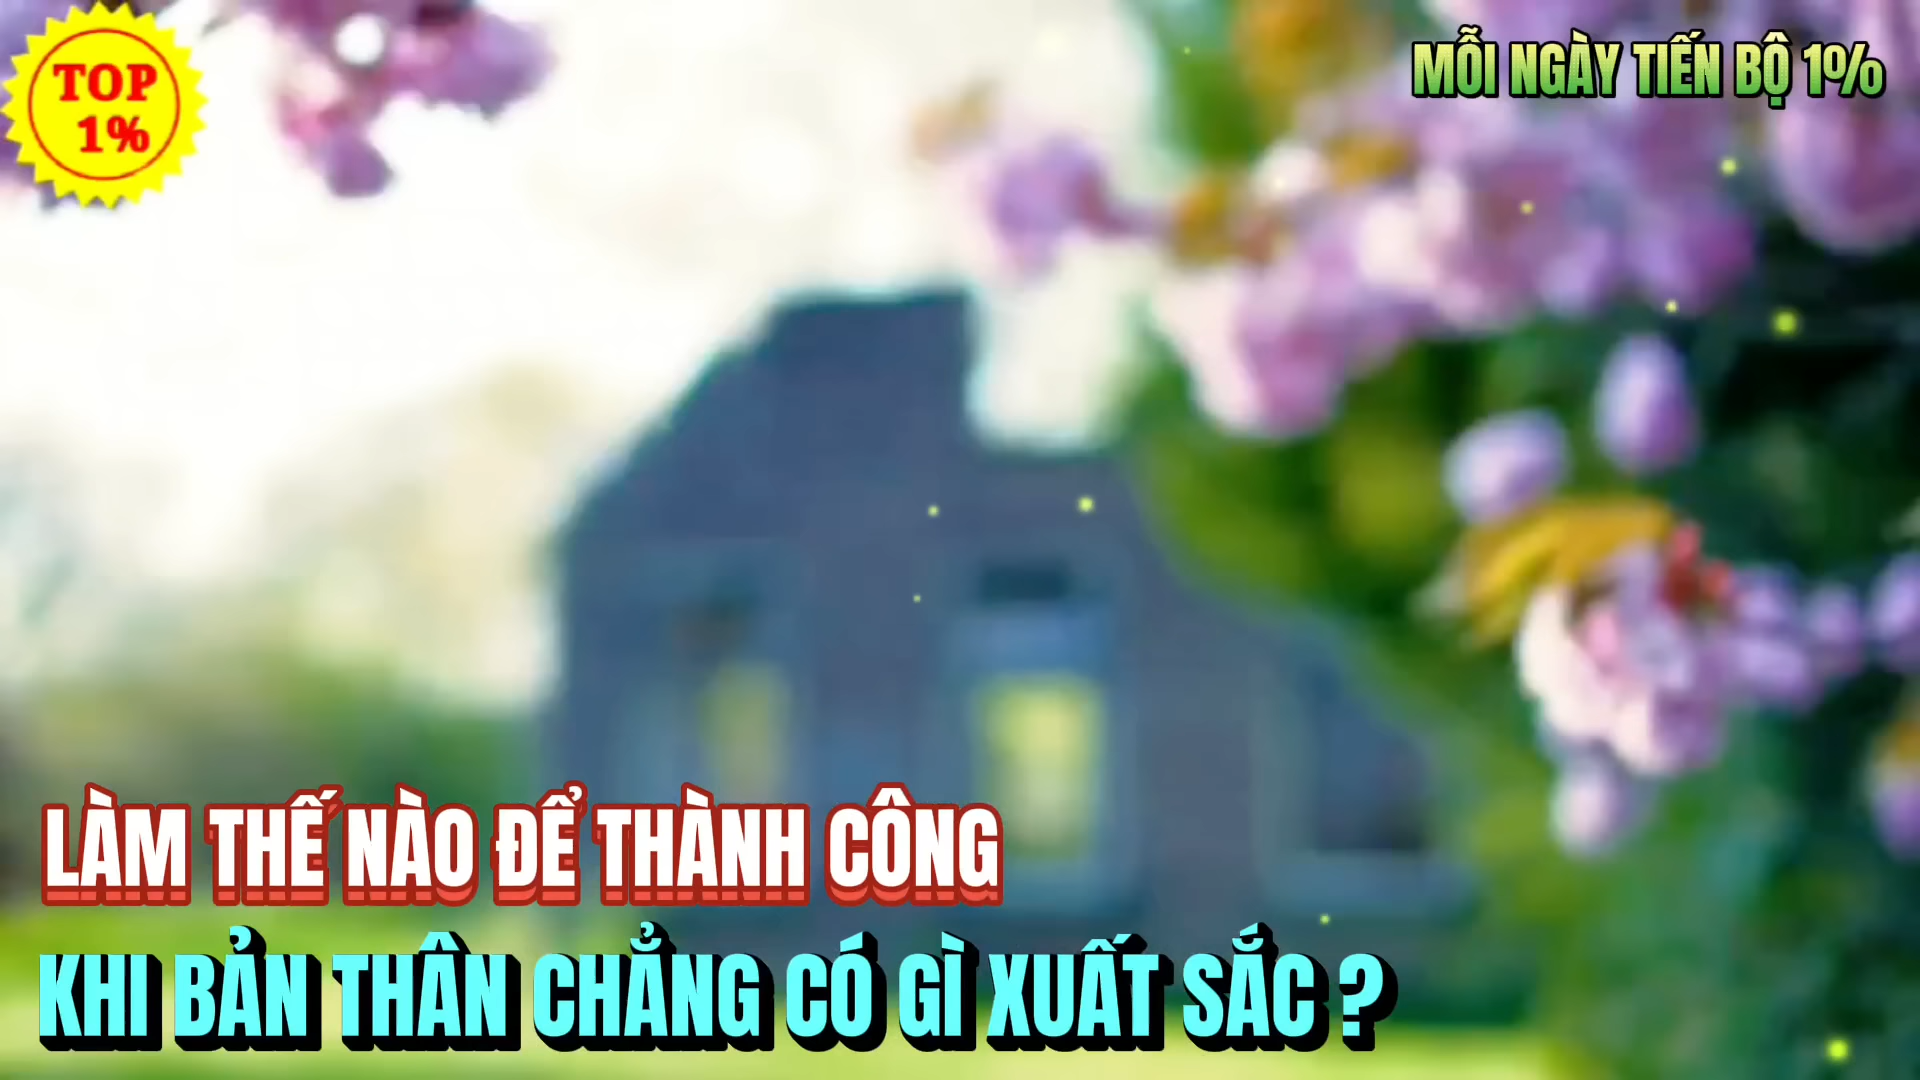 TOP
1%
MỖI NGÀY TIẾN BỘ 1%
LÀM THẾ NÀO ĐỂ THÀNH CÔNG
KHI BẢN THÂN CHẲNG CÓ GÌ XUẤT SẮC ?